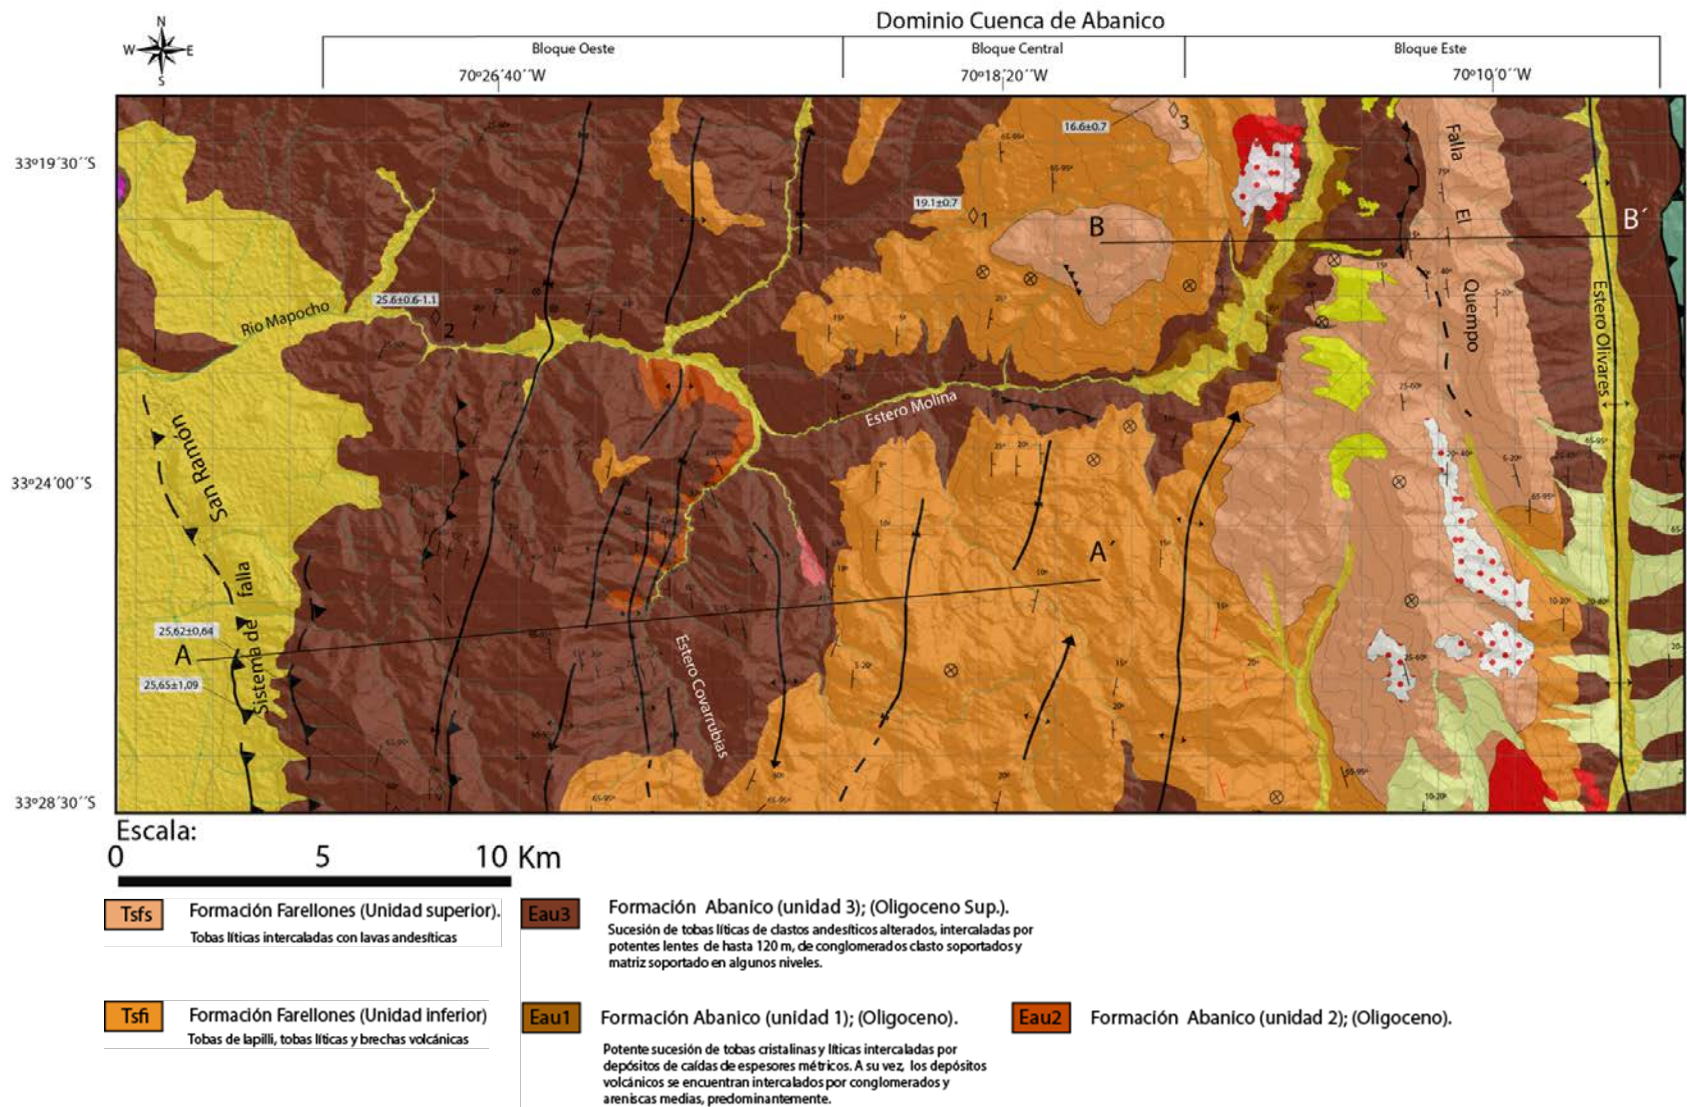 Dominio Cuenca de Abanico
Bloque Oeste
Bloque Central
Bloque Este
N
W
E
S
70º26´40´´W
70º18´20´´W
70º10´0´´W
33º19´30´´S
33º24´00´´S
33º28´30´´S
16.6±0.7
3
19.1±0.7
1
B
B´
25.6±0.6-1.1
2
Rio Mapocho
Estero Molina
Falla El Quempo
Estero Olivares
Sistema de falla San Ramón
Estero Covarrubias
25,62±0,64
A
A´
25,65±1,09
Escala:
0 5 10 Km
Tsfs
Formación Farellones (Unidad superior).
Tobas líticas intercaladas con lavas andesíticas
Tsfi
Formación Farellones (Unidad inferior)
Tobas de lapilli, tobas líticas y brechas volcánicas
Eau3
Formación Abanico (unidad 3); (Oligoceno Sup.).
Sucesión de tobas líticas de clastos andesíticos alterados, intercaladas por
potentes lentes de hasta 120 m, de conglomerados clasto soportados y
matriz soportado en algunos niveles.
Eau1
Formación Abanico (unidad 1); (Oligoceno).
Potente sucesión de tobas cristalinas y líticas intercaladas por
depósitos de caídas de espesores métricos. A su vez, los depósitos
volcánicos se encuentran intercalados por conglomerados y
areniscas medias, predominantemente.
Eau2
Formación Abanico (unidad 2); (Oligoceno).